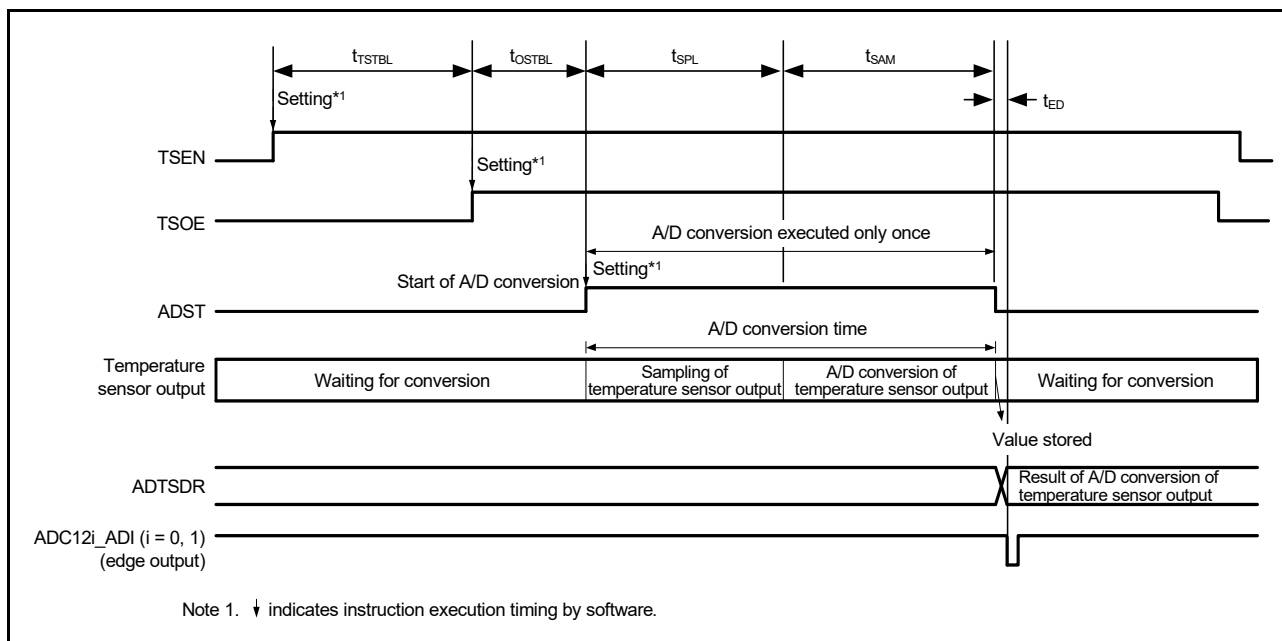 tTSTBL tOSTBL tSPL tSAM
Setting*1
tED
TSEN
Setting*1
TSOE
A/D conversion executed only once
Start of A/D conversion
Setting*1
ADST
A/D conversion time
Temperature
sensor output
Waiting for conversion
Sampling of
temperature sensor output
A/D conversion of
temperature sensor output
Waiting for conversion
Value stored
ADTSDR
Result of A/D conversion of
temperature sensor output
ADC12i_ADI (i = 0, 1)
(edge output)
Note 1. ↓ indicates instruction execution timing by software.